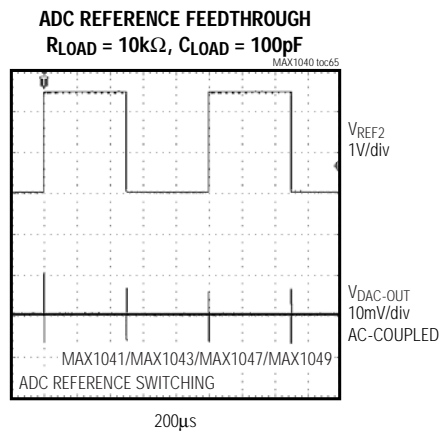 ADC REFERENCE FEEDTHROUGH
RLOAD = 10kΩ, CLOAD = 100pF
MAX1040 toc65
VREF2
1V/div
VDAC-OUT
10mV/div
AC-COUPLED
MAX1041/MAX1043/MAX1047/MAX1049
ADC REFERENCE SWITCHING
200μs